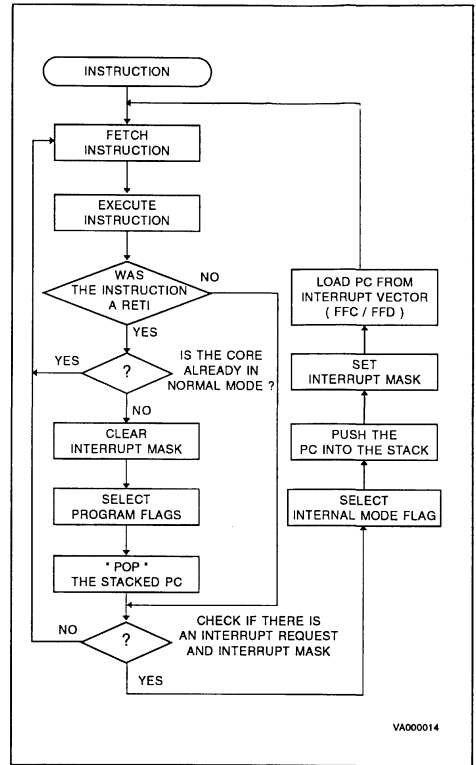 INSTRUCTION
FETCH
INSTRUCTION
EXECUTE
INSTRUCTION
WAS
THE INSTRUCTION
A RETI
NO
YES
YES
?
IS THE CORE
ALREADY IN
NORMAL MODE ?
NO
CLEAR
INTERRUPT MASK
SELECT
PROGRAM FLAGS
" POP "
THE STACKED PC
NO
?
CHECK IF THERE IS
AN INTERRUPT REQUEST
AND INTERRUPT MASK
YES
LOAD PC FROM
INTERRUPT VECTOR
( FFC / FFD )
SET
INTERRUPT MASK
PUSH THE
PC INTO THE STACK
SELECT
INTERNAL MODE FLAG
VA000014